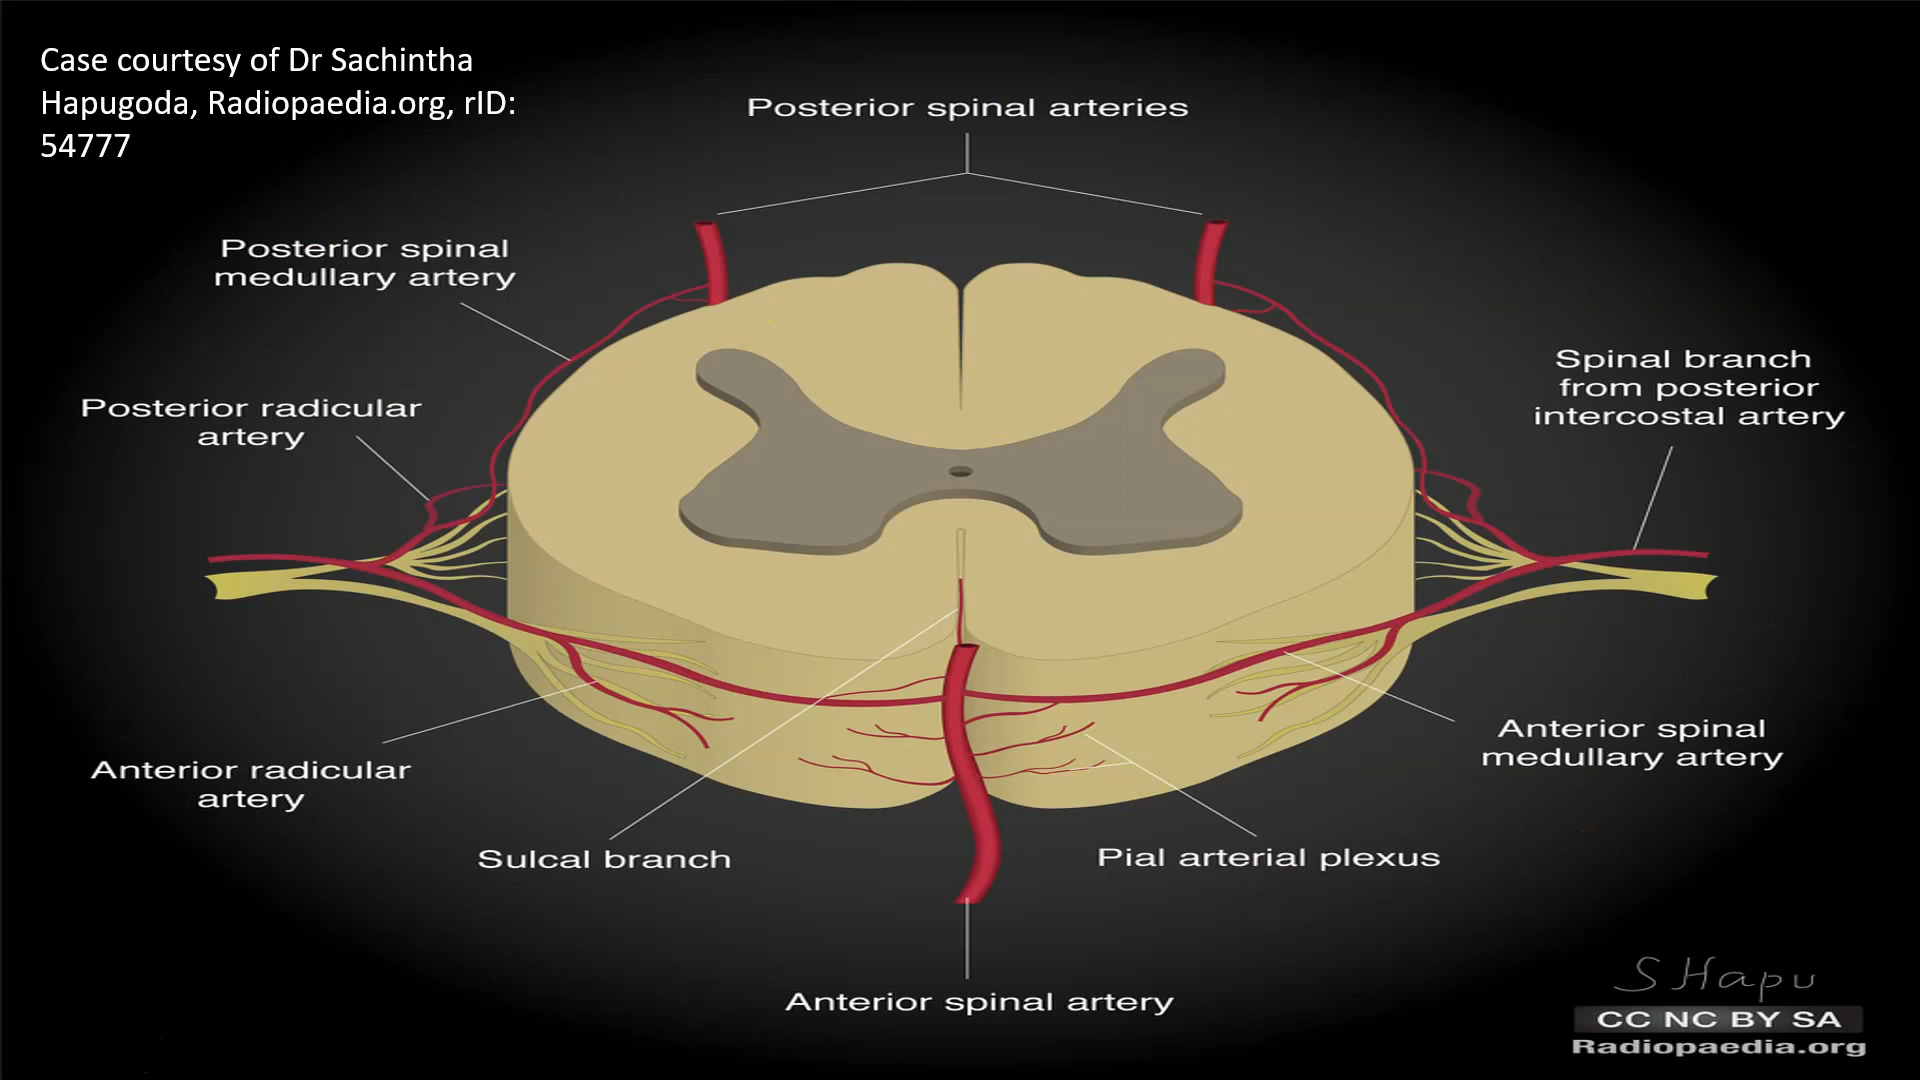 Case courtesy of Dr Sachintha
Hapugoda, Radiopaedia.org, rID:
54777
Posterior spinal arteries
Posterior spinal
medullary artery
Posterior radicular
artery
Spinal branch
from posterior
intercostal artery
Anterior radicular
artery
Anterior spinal
medullary artery
Sulcal branch
Pial arterial plexus
Anterior spinal artery
S Hapu
CC NC BY SA
Radiopaedia.org